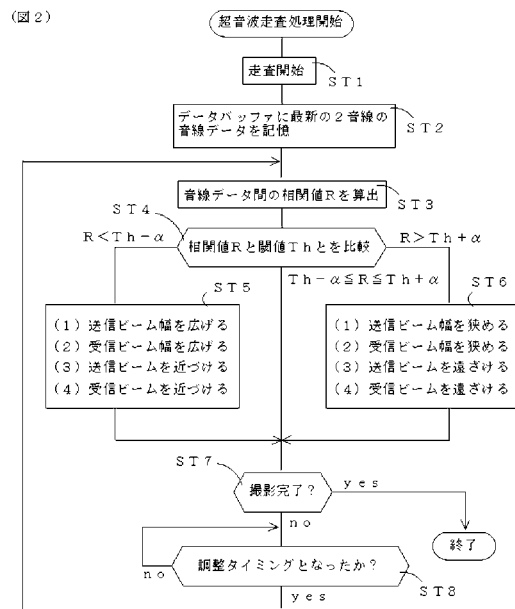 (図2)
超音波走査処理開始
走査開始
ST1
データバッファに最新の2音線の
音線データを記憶
ST2
音線データ間の相関値Rを算出
ST3
ST4
相関値Rと閾値Thとを比較
R<Th-α
R>Th+α
Th-α≦R≦Th+α
ST5
(1) 送信ビーム幅を広げる
(2) 受信ビーム幅を広げる
(3) 送信ビームを近づける
(4) 受信ビームを近づける
ST6
(1) 送信ビーム幅を狭める
(2) 受信ビーム幅を狭める
(3) 送信ビームを遠ざける
(4) 受信ビームを遠ざける
ST7
撮影完了?
yes
no
終了
調整タイミングとなったか?
no
ST8
yes